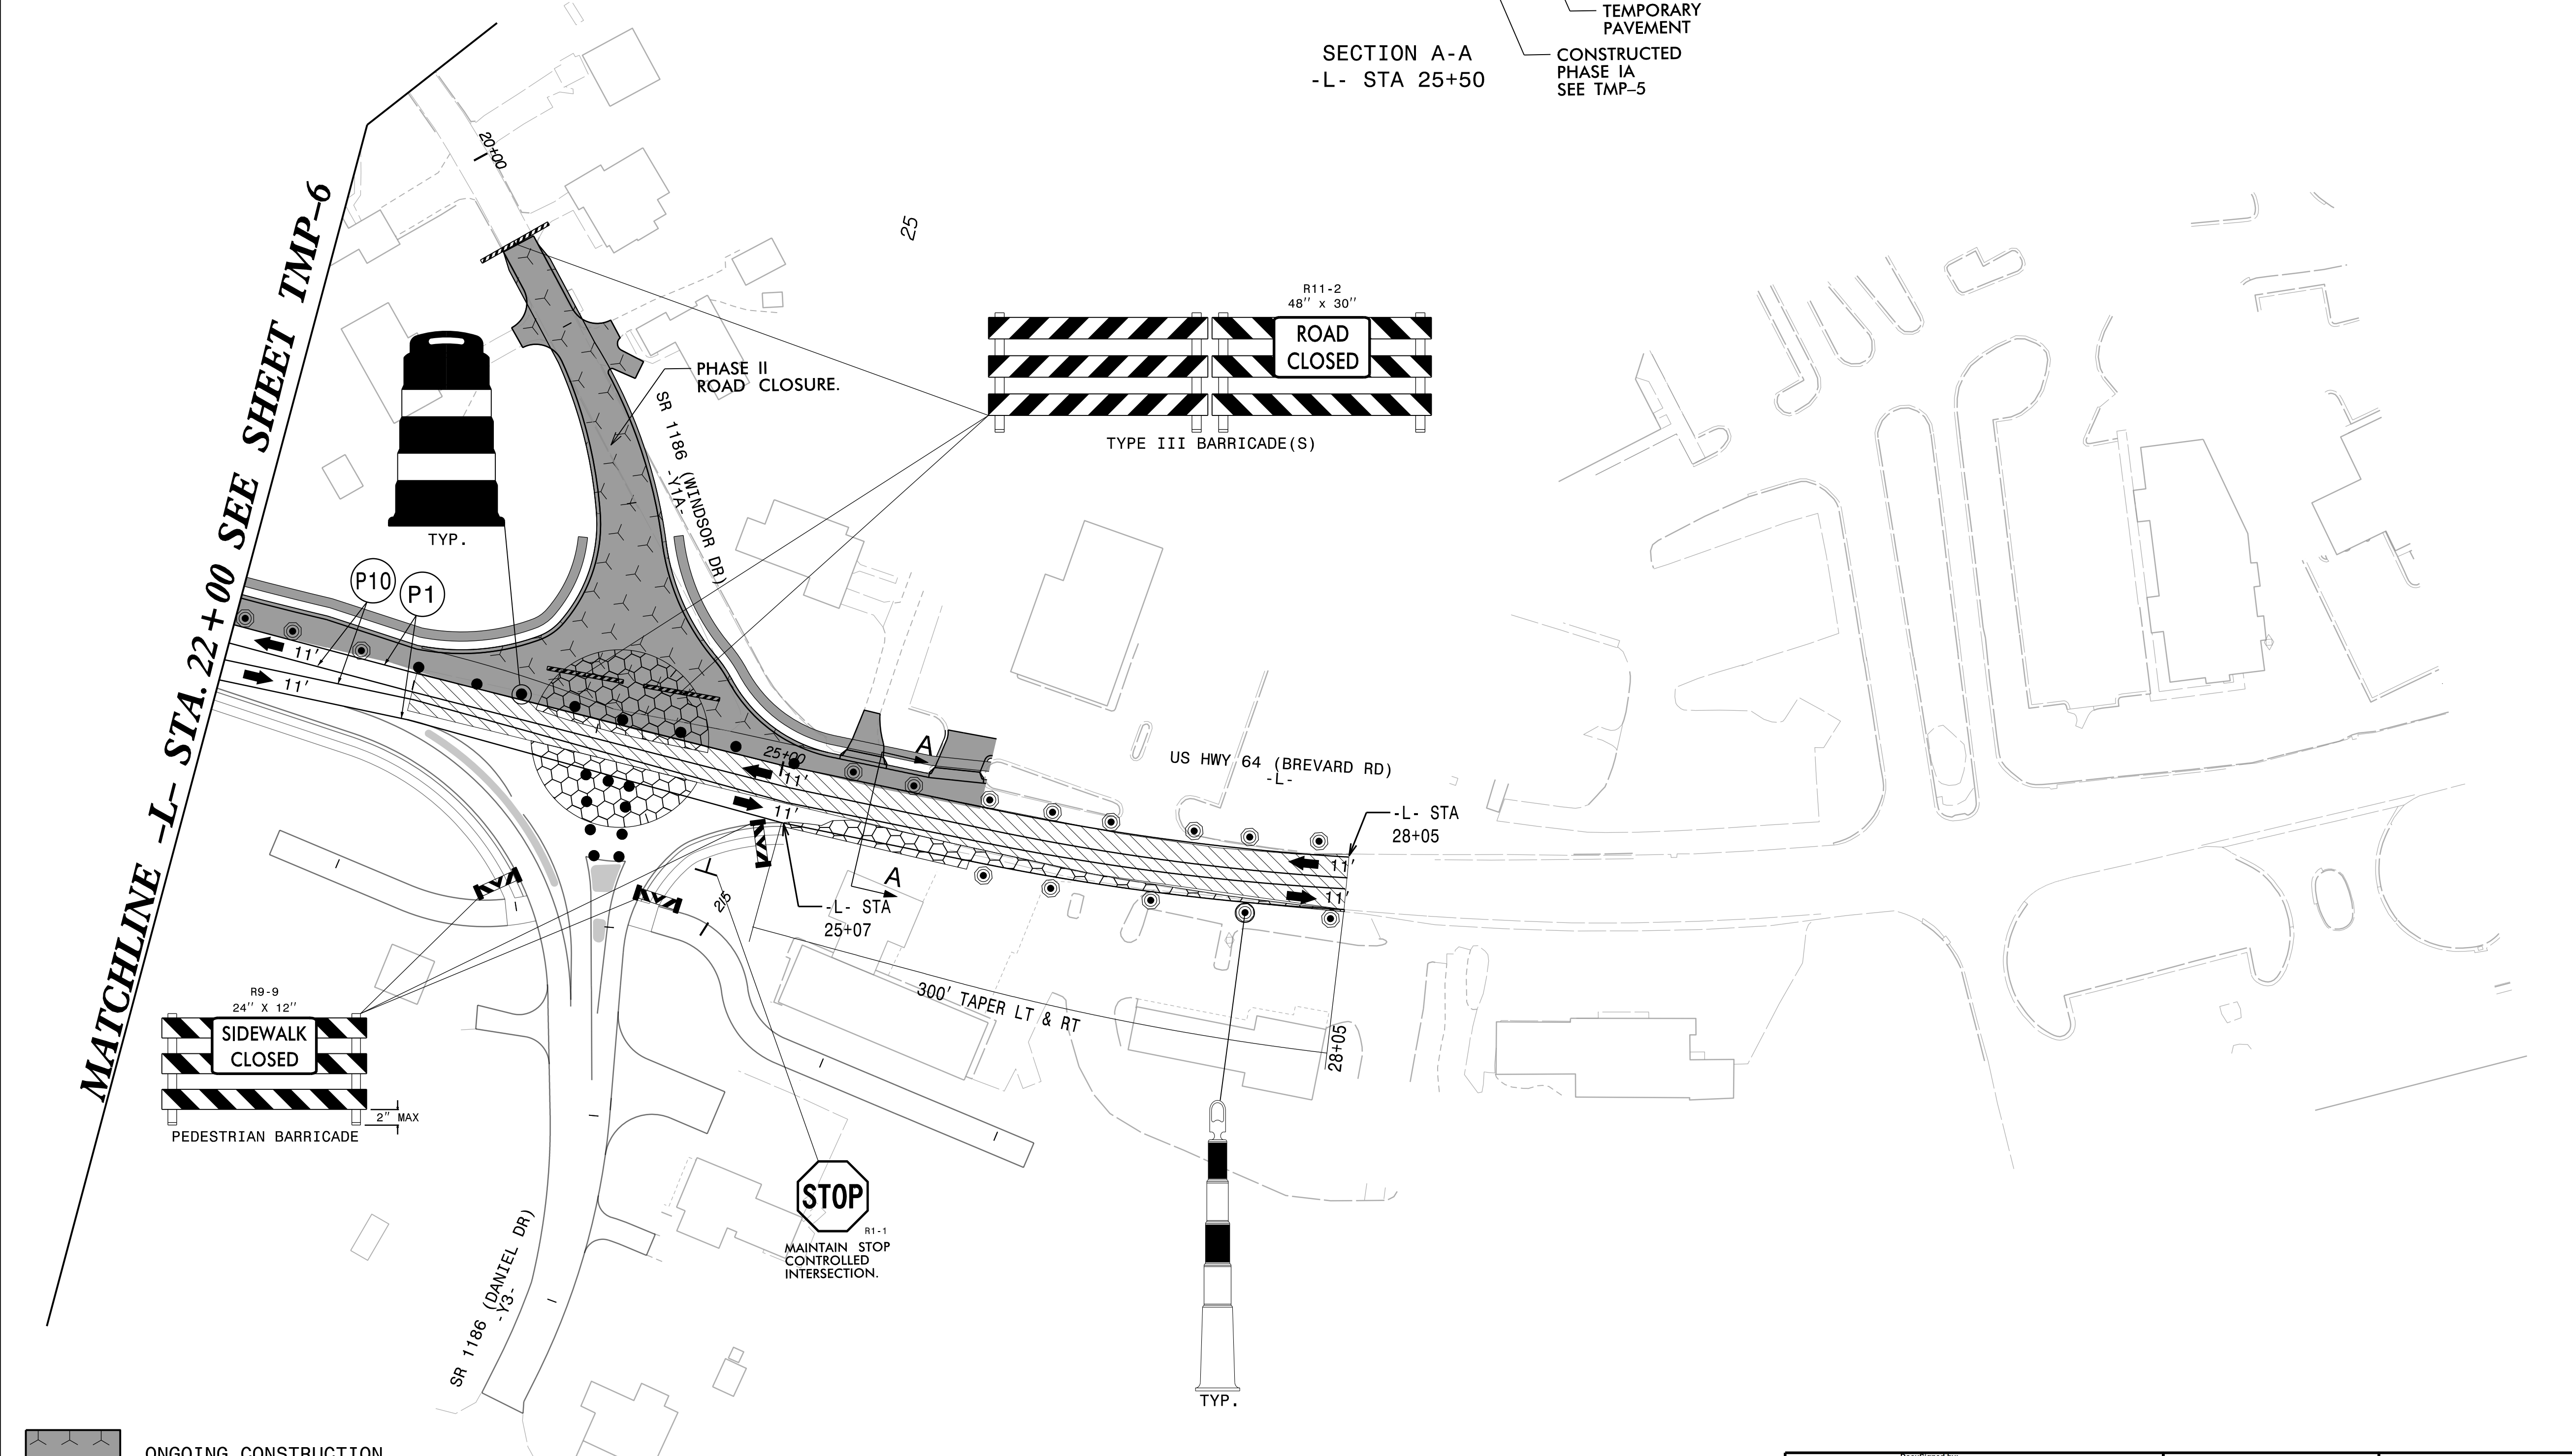 TEMPORARY
PAVEMENT
SECTION A-A
-L- STA 25+50
CONSTRUCTED
PHASE IA
SEE TMP–5
20+00
MATCHLINE –L– STA. 22+00 SEE SHEET TMP–6
25
R11-2
48'' x 30''
ROAD
CLOSED
TYPE III BARRICADE(S)
PHASE II
ROAD CLOSURE.
SR 1186 (WINDSOR DR)
-Y1A-
TYP.
P10
P1
11'
11'
25+00
A
11'
11'
US HWY 64 (BREVARD RD)
-L-
-L- STA
28+05
11'
11'
A
-L- STA
25+07
300' TAPER LT & RT
28+05
R9-9
24'' X 12''
SIDEWALK
CLOSED
2'' MAX
PEDESTRIAN BARRICADE
STOP
R1-1
MAINTAIN STOP
CONTROLLED
INTERSECTION.
SR 1186 (DANIEL DR)
-Y3-
TYP.
ONGOING CONSTRUCTION